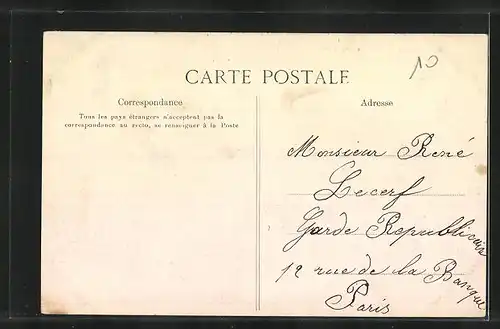 10
CARTE POSTALE
Correspondance
Tous les pays étrangers n'acceptent pas la
correspondance au recto, se renseigner à la Poste
Adresse
Monsieur René
Lecerf
Garde Republicain
12 rue de la Banque
Paris